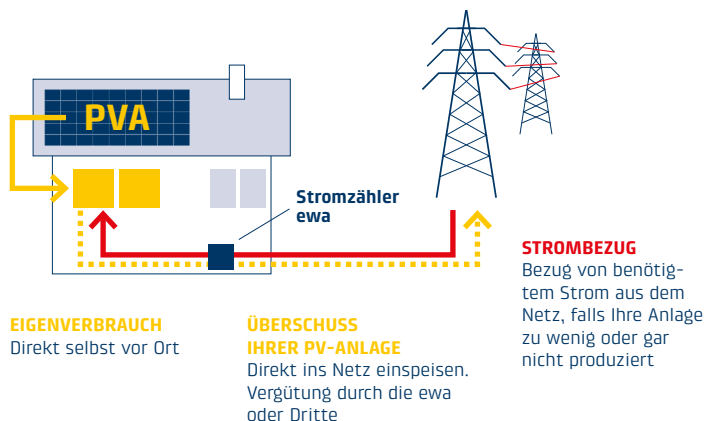 PVA
Stromzähler
ewa
EIGENVERBRAUCH
Direkt selbst vor Ort
ÜBERSCHUSS
IHRER PV-ANLAGE
Direkt ins Netz einspeisen.
Vergütung durch die ewa
oder Dritte
STROMBEZUG
Bezug von benötig-
tem Strom aus dem
Netz, falls Ihre Anlage
zu wenig oder gar
nicht produziert